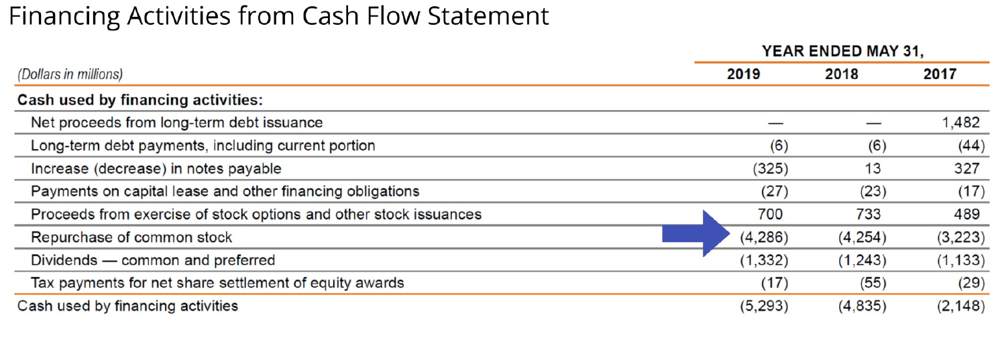 Financing Activities from Cash Flow Statement
YEAR ENDED MAY 31,
(Dollars in millions) 2019 2018 2017
Cash used by financing activities:
Net proceeds from long-term debt issuance — — 1,482
Long-term debt payments, including current portion (6) (6) (44)
Increase (decrease) in notes payable (325) 13 327
Payments on capital lease and other financing obligations (27) (23) (17)
Proceeds from exercise of stock options and other stock issuances 700 733 489
Repurchase of common stock (4,286) (4,254) (3,223)
Dividends — common and preferred (1,332) (1,243) (1,133)
Tax payments for net share settlement of equity awards (17) (55) (29)
Cash used by financing activities (5,293) (4,835) (2,148)